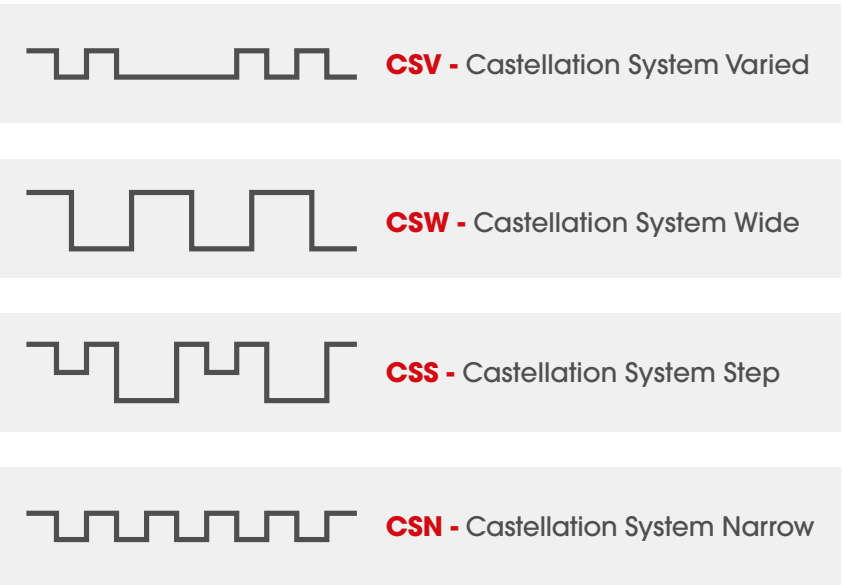 CSV - Castellation System Varied
CSW - Castellation System Wide
CSS - Castellation System Step
CSN - Castellation System Narrow